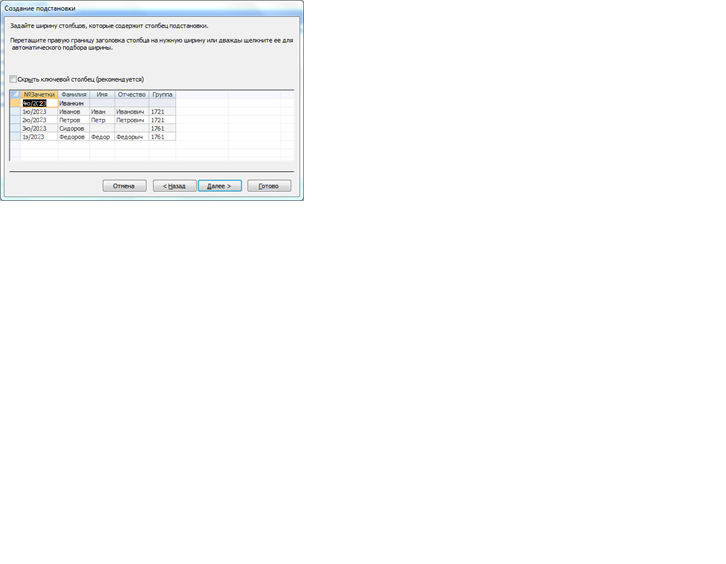 Создание подстановки
Задайте ширину столбцов, которые содержит столбец подстановки.
Перетащите правую границу заголовка столбца на нужную ширину или дважды щелкните ее для
автоматического подбора ширины.
Скрыть ключевой столбец (рекомендуется)
№Зачетки Фамилия Имя Отчество Группа
4ю/2023 Иванкин
1ю/2023 Иванов Иван Иванович 1721
2ю/2023 Петров Петр Петрович 1721
3ю/2023 Сидоров 1761
1з/2023 Федоров Федор Федорыч 1761
Отмена < Назад Далее > Готово